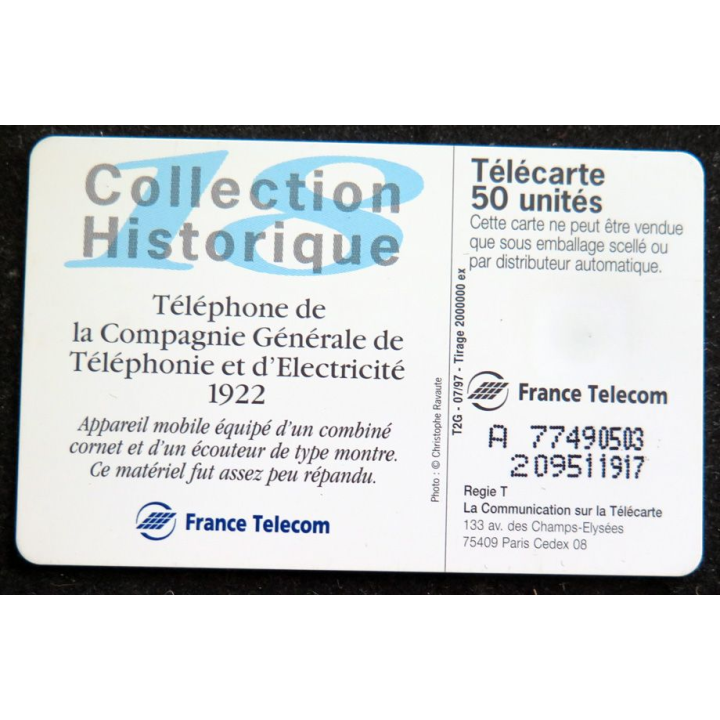 18
Collection
Historique
Téléphone de
la Compagnie Générale de
Téléphonie et d'Electricité
1922
Appareil mobile équipé d'un combiné
cornet et d'un écouteur de type montre.
Ce matériel fut assez peu répandu.
France Telecom
Photo : © Christophe Ravaute
T2G - 07/97 - Tirage 2000000 ex
Télécarte
50 unités
Cette carte ne peut être vendue
que sous emballage scellé ou
par distributeur automatique.
France Telecom
A 77490503
209511917
Regie T
La Communication sur la Télécarte
133 av. des Champs-Elysées
75409 Paris Cedex 08